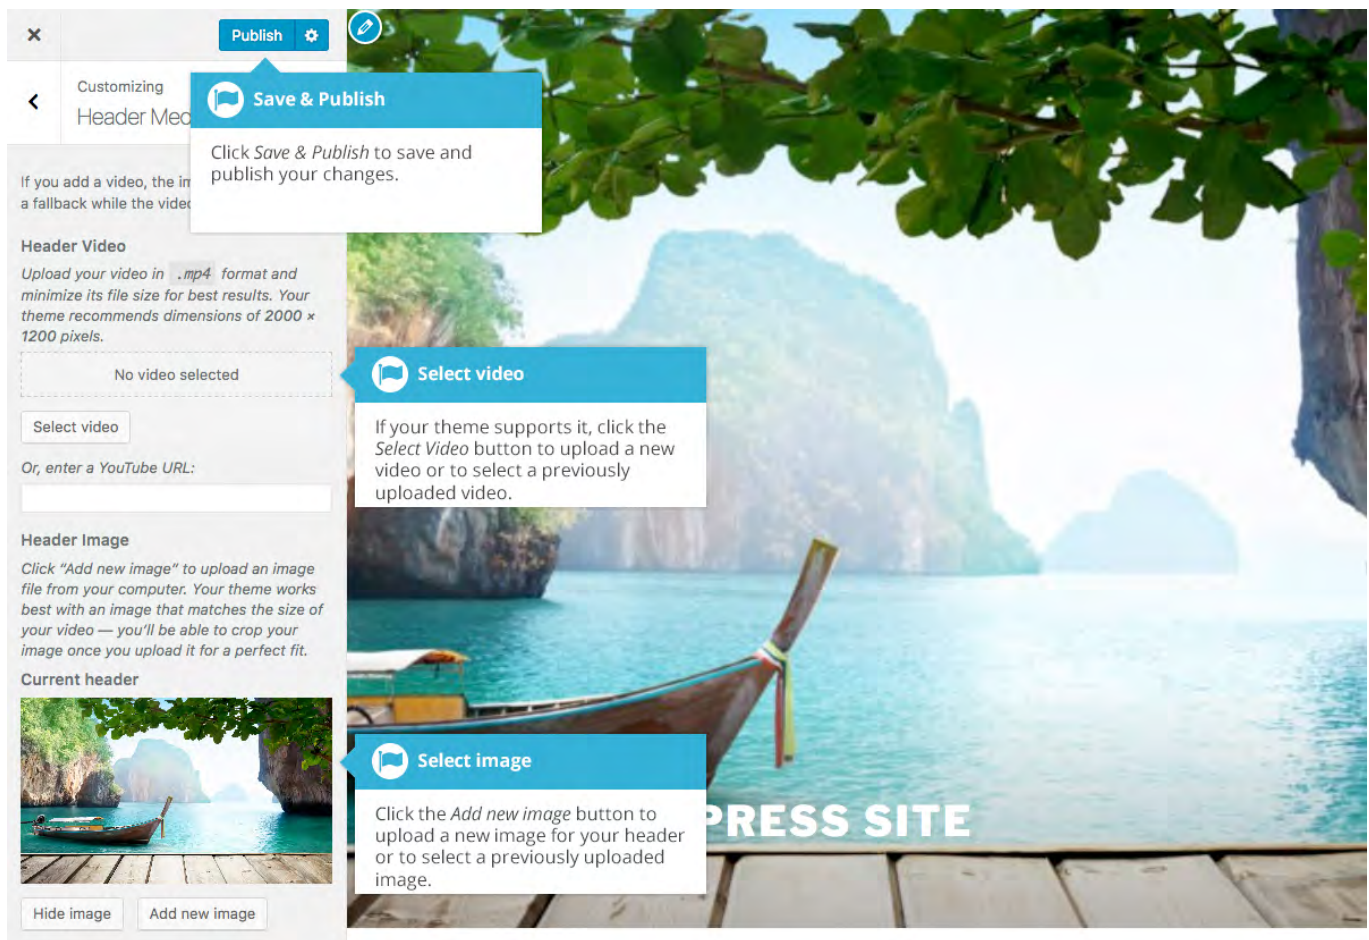 Publish
Customizing
Header Med
Save & Publish
Click Save & Publish to save and
publish your changes.
If you add a video, the im
a fallback while the video
Header Video
Upload your video in .mp4 format and
minimize its file size for best results. Your
theme recommends dimensions of 2000 ×
1200 pixels.
No video selected
Select video
Select video
If your theme supports it, click the
Select Video button to upload a new
video or to select a previously
uploaded video.
Or, enter a YouTube URL:
Header Image
Click “Add new image” to upload an image
file from your computer. Your theme works
best with an image that matches the size of
your video — you’ll be able to crop your
image once you upload it for a perfect fit.
Current header
Select image
Click the Add new image button to
upload a new image for your header
or to select a previously uploaded
image.
PRESS SITE
Hide image
Add new image